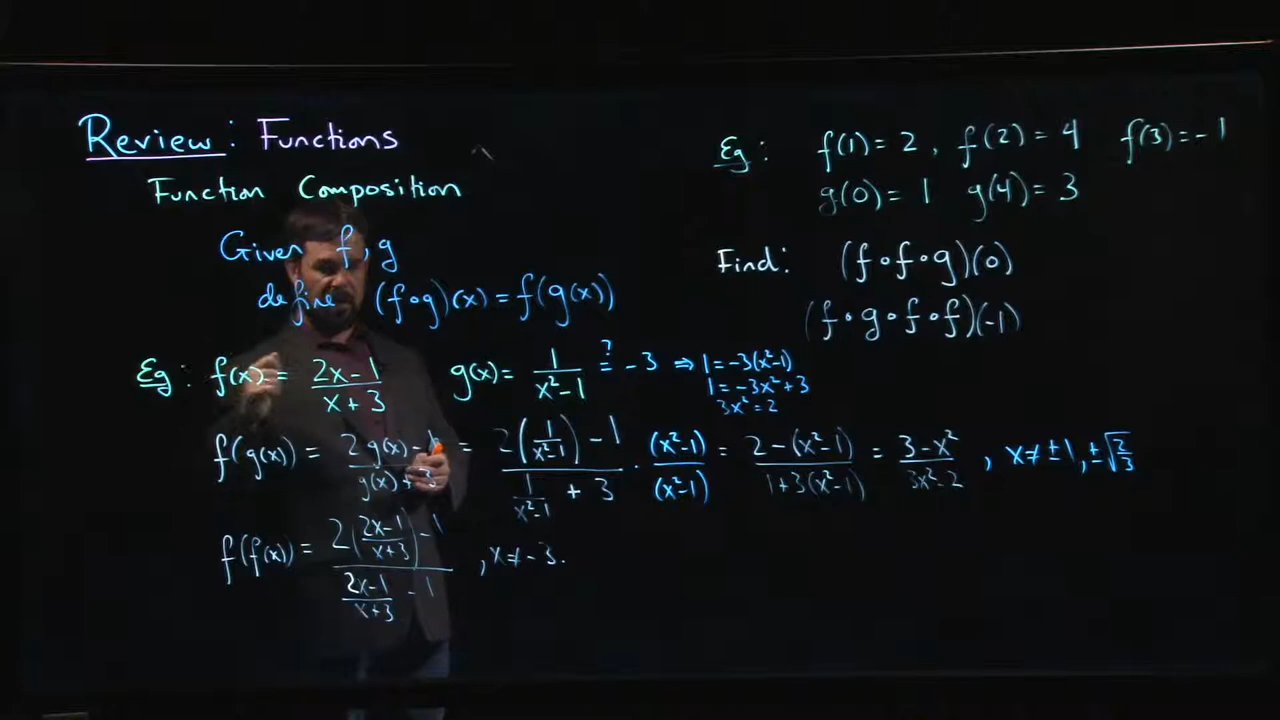 Review: Functions
Function Composition
Given f, g
define (f∘g)(x) = f(g(x))
Eg: f(x) = (2x-1)/(x+3) g(x) = 1/(x²-1) ≟ -3 ⇒ 1 = -3(x²-1)
1 = -3x²+3
3x² = 2
f(g(x)) = (2g(x)-1)/(g(x)+3) = (2(1/(x²-1))-1)/(1/(x²-1)+3) · (x²-1)/(x²-1) = (2-(x²-1))/(1+3(x²-1)) = (3-x²)/(3x²-2), x≠±1, ±√(2/3)
f(f(x)) = (2((2x-1)/(x+3))-1)/((2x-1)/(x+3)-1), x≠-3.
Eg: f(1)=2, f(2)=4 f(3)=-1
g(0)=1 g(4)=3
Find: (f∘f∘g)(0)
(f∘g∘f∘f)(-1)